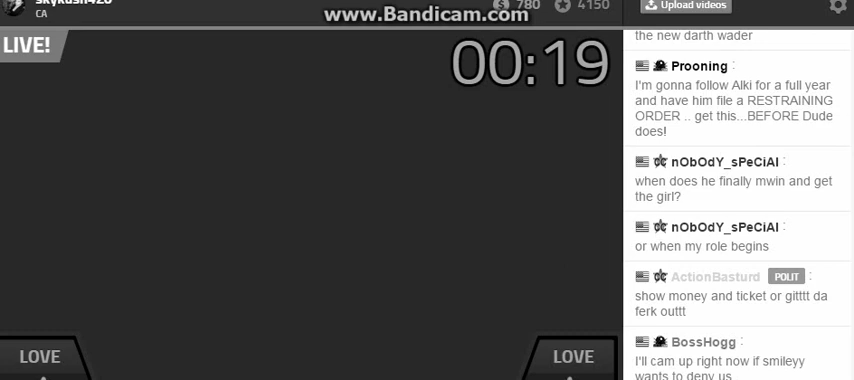 www.Bandicam.com
skykush420
CA
780
4150
Upload videos
LIVE!
00:19
LOVE
LOVE
the new darth wader
Prooning :
I'm gonna follow Alki for a full year
and have him file a RESTRAINING
ORDER .. get this...BEFORE Dude
does!
nObOdY_sPeCiAl :
when does he finally mwin and get
the girl?
nObOdY_sPeCiAl :
or when my role begins
ActionBasturd POLIT :
show money and ticket or gitttt da
ferk outtt
BossHogg :
I'll cam up right now if smileyy
wants to deny us